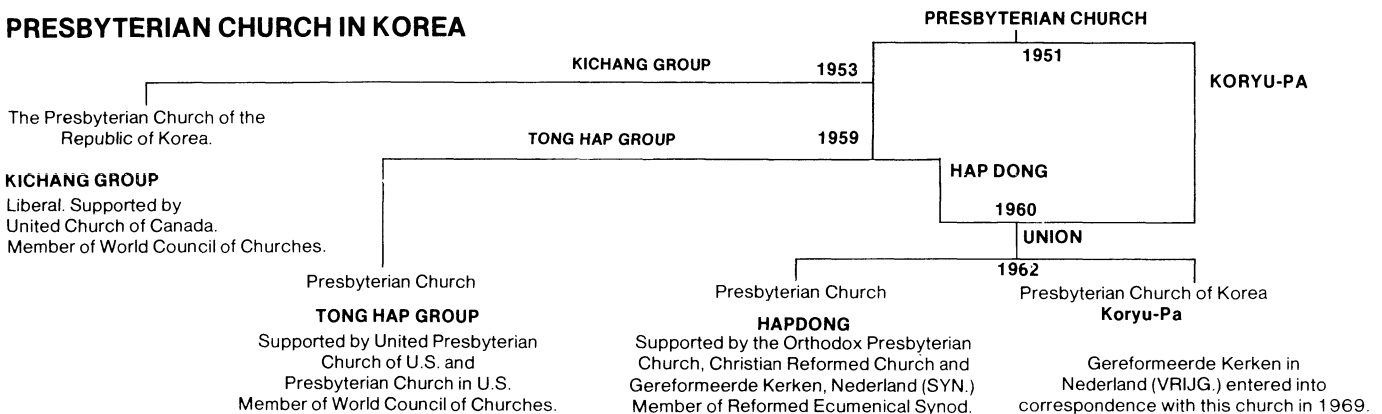 PRESBYTERIAN CHURCH IN KOREA
PRESBYTERIAN CHURCH
1951
KICHANG GROUP
1953
KORYU-PA
The Presbyterian Church of the
Republic of Korea.
TONG HAP GROUP
1959
KICHANG GROUP
Liberal. Supported by
United Church of Canada.
Member of World Council of Churches.
HAP DONG
1960
UNION
1962
Presbyterian Church
TONG HAP GROUP
Supported by United Presbyterian
Church of U.S. and
Presbyterian Church in U.S.
Member of World Council of Churches.
Presbyterian Church
HAPDONG
Supported by the Orthodox Presbyterian
Church, Christian Reformed Church and
Gereformeerde Kerken, Nederland (SYN.)
Member of Reformed Ecumenical Synod.
Presbyterian Church of Korea
Koryu-Pa
Gereformeerde Kerken in
Nederland (VRIJG.) entered into
correspondence with this church in 1969.